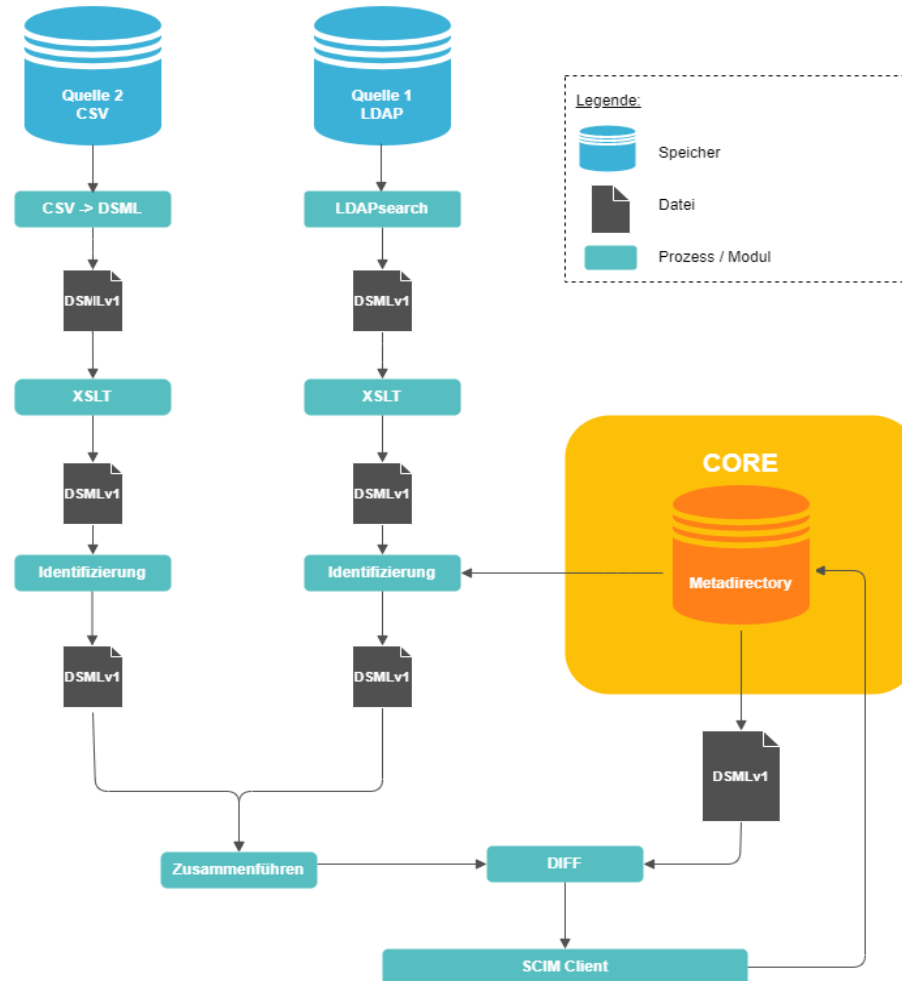 Quelle 2
CSV
Quelle 1
LDAP
Legende:
Speicher
Datei
Prozess / Modul
CSV -> DSML
LDAPsearch
DSMLv1
DSMLv1
XSLT
XSLT
DSMLv1
DSMLv1
CORE
Metadirectory
Identifizierung
Identifizierung
DSMLv1
DSMLv1
DSMLv1
Zusammenführen
DIFF
SCIM Client